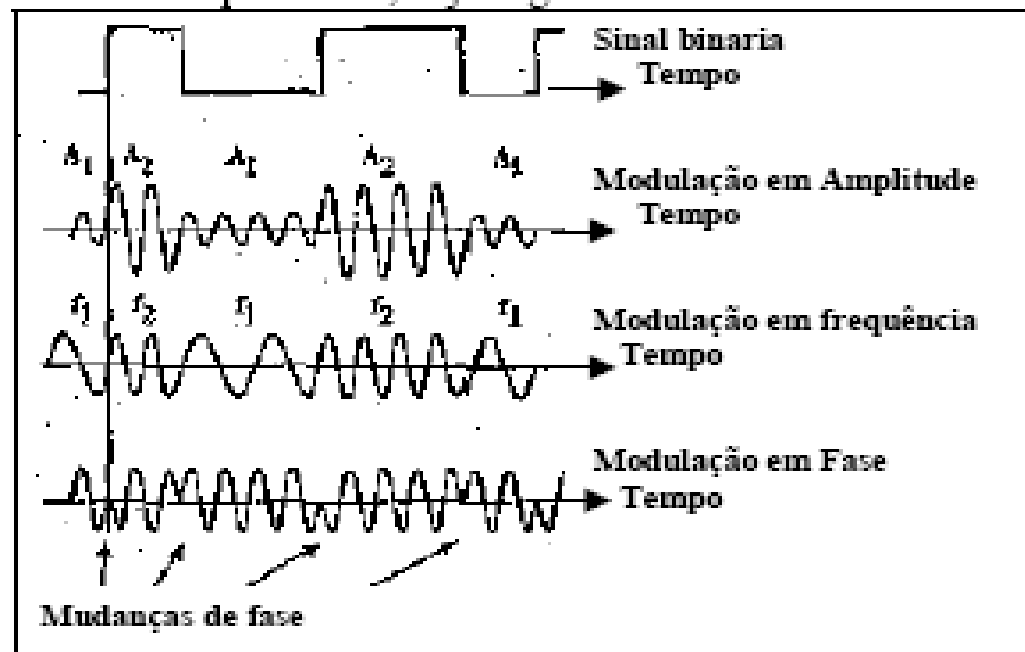 Sinal binaria
Tempo
A1 A2 A1 A2 A1
Modulação em Amplitude
Tempo
f1 f2 f1 f2 f1
Modulação em frequência
Tempo
Modulação em Fase
Tempo
Mudanças de fase